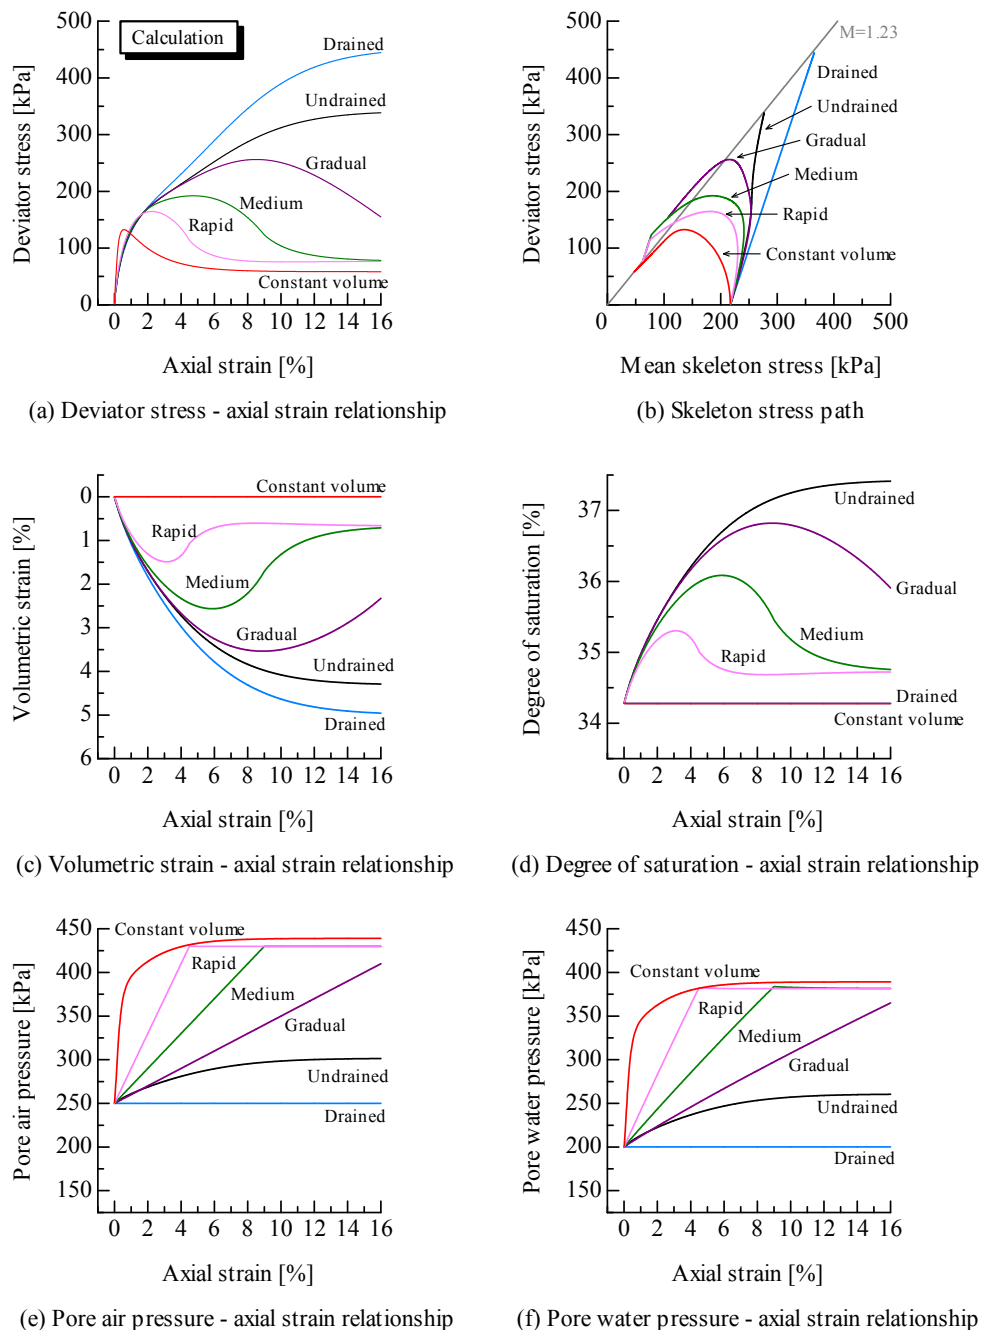 Calculation
Deviator stress [kPa]
500
400
300
200
100
0
Drained
Undrained
Gradual
Medium
Rapid
Constant volume
0 2 4 6 8 10 12 14 16
Axial strain [%]
(a) Deviator stress - axial strain relationship
Deviator stress [kPa]
500
400
300
200
100
0
M=1.23
Drained
Undrained
Gradual
Medium
Rapid
Constant volume
0 100 200 300 400 500
Mean skeleton stress [kPa]
(b) Skeleton stress path
Volumetric strain [%]
0
1
2
3
4
5
6
Constant volume
Rapid
Medium
Gradual
Undrained
Drained
0 2 4 6 8 10 12 14 16
Axial strain [%]
(c) Volumetric strain - axial strain relationship
Degree of saturation [%]
37
36
35
34
Undrained
Gradual
Medium
Rapid
Drained
Constant volume
0 2 4 6 8 10 12 14 16
Axial strain [%]
(d) Degree of saturation - axial strain relationship
Pore air pressure [kPa]
450
400
350
300
250
200
150
Constant volume
Rapid
Medium
Gradual
Undrained
Drained
0 2 4 6 8 10 12 14 16
Axial strain [%]
(e) Pore air pressure - axial strain relationship
Pore water pressure [kPa]
450
400
350
300
250
200
150
Constant volume
Rapid
Medium
Gradual
Undrained
Drained
0 2 4 6 8 10 12 14 16
Axial strain [%]
(f) Pore water pressure - axial strain relationship